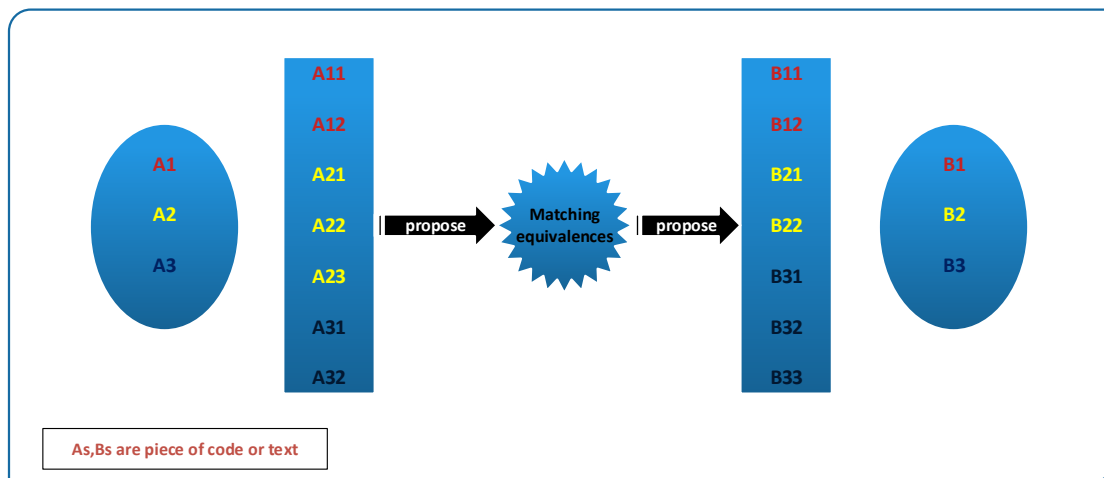 A1
A2
A3
A11
A12
A21
A22
A23
A31
A32
propose
Matching
equivalences
propose
B11
B12
B21
B22
B31
B32
B33
B1
B2
B3
As,Bs are piece of code or text